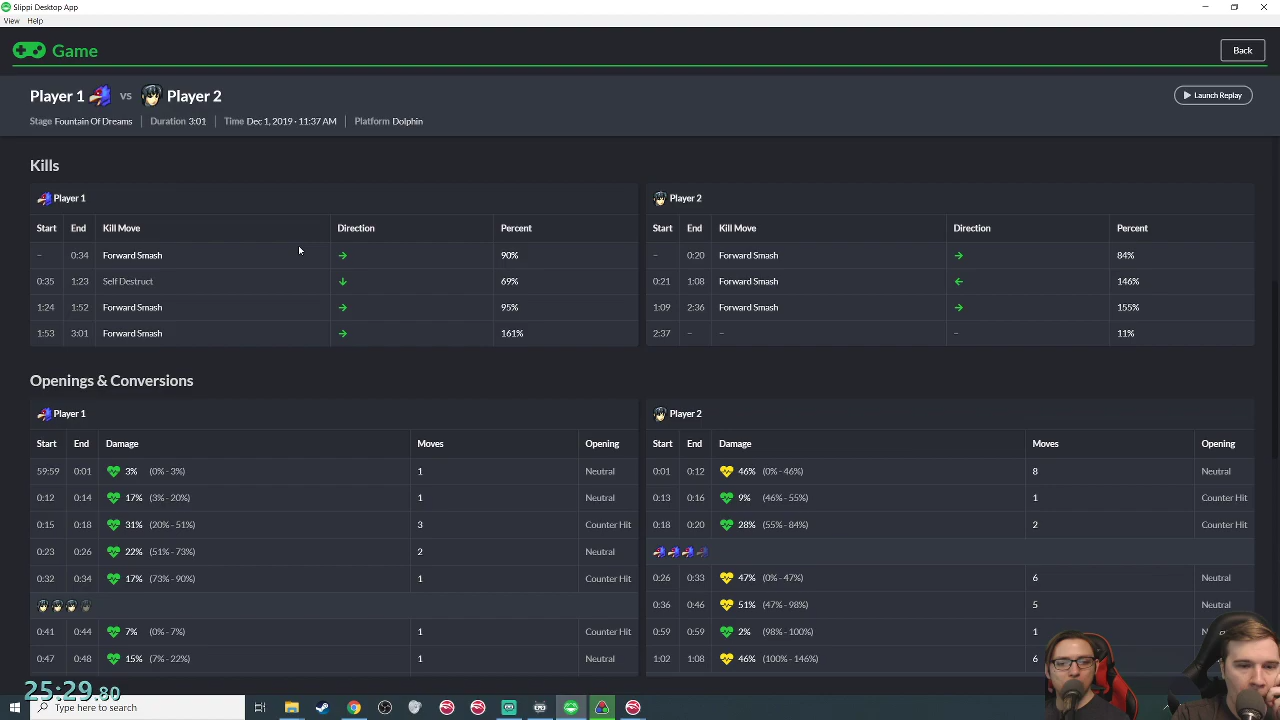 Slippi Desktop App
View Help
Game
Back
Player 1 vs Player 2
Launch Replay
Stage Fountain Of Dreams Duration 3:01 Time Dec 1, 2019 · 11:37 AM Platform Dolphin
Kills
Player 1
Start End Kill Move Direction Percent
– 0:34 Forward Smash → 90%
0:35 1:23 Self Destruct ↓ 69%
1:24 1:52 Forward Smash → 95%
1:53 3:01 Forward Smash → 161%
Player 2
Start End Kill Move Direction Percent
– 0:20 Forward Smash → 84%
0:21 1:08 Forward Smash ← 146%
1:09 2:36 Forward Smash → 155%
2:37 – – – 11%
Openings & Conversions
Player 1
Start End Damage Moves Opening
59:59 0:01 3% (0% - 3%) 1 Neutral
0:12 0:14 17% (3% - 20%) 1 Neutral
0:15 0:18 31% (20% - 51%) 3 Counter Hit
0:23 0:26 22% (51% - 73%) 2 Neutral
0:32 0:34 17% (73% - 90%) 1 Counter Hit
0:41 0:44 7% (0% - 7%) 1 Counter Hit
0:47 0:48 15% (7% - 22%) 1 Neutral
Player 2
Start End Damage Moves Opening
0:01 0:12 46% (0% - 46%) 8 Neutral
0:13 0:16 9% (46% - 55%) 1 Counter Hit
0:18 0:20 28% (55% - 84%) 2 Counter Hit
0:26 0:33 47% (0% - 47%) 6 Neutral
0:36 0:46 51% (47% - 98%) 5 Neutral
0:59 0:59 2% (98% - 100%) 1
1:02 1:08 46% (100% - 146%) 6
25:29.80
Type here to search